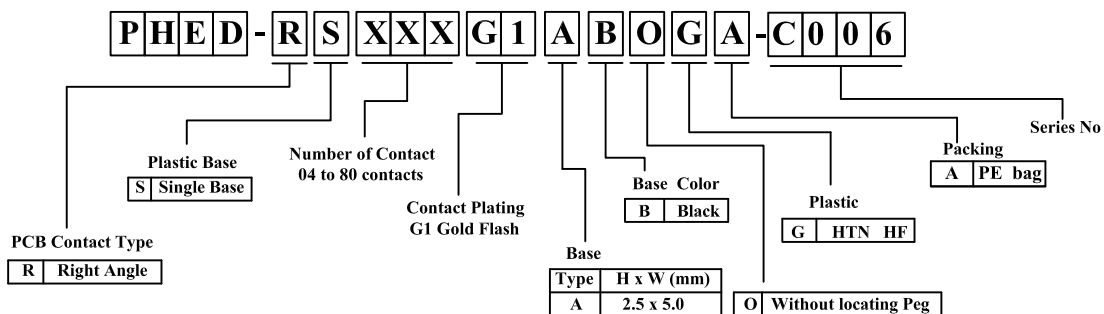 PHED-RSXXXG1ABOGA-C006
Series No
Packing
A PE bag
Number of Contact
04 to 80 contacts
Plastic Base
S Single Base
Base Color
B Black
Plastic
G HTN HF
Contact Plating
G1 Gold Flash
PCB Contact Type
R Right Angle
Base
Type H x W (mm)
A 2.5 x 5.0
O Without locating Peg